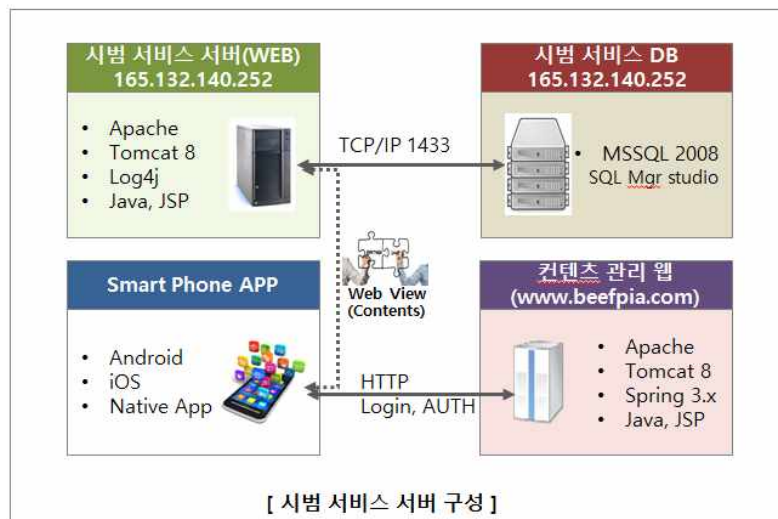 시범 서비스 서버(WEB)
165.132.140.252
• Apache
• Tomcat 8
• Log4j
• Java, JSP
TCP/IP 1433
시범 서비스 DB
165.132.140.252
• MSSQL 2008
SQL Mgr studio
Web View
(Contents)
Smart Phone APP
• Android
• iOS
• Native App
HTTP
Login, AUTH
컨텐츠 관리 웹
(www.beefpia.com)
• Apache
• Tomcat 8
• Spring 3.x
• Java, JSP
[ 시범 서비스 서버 구성 ]